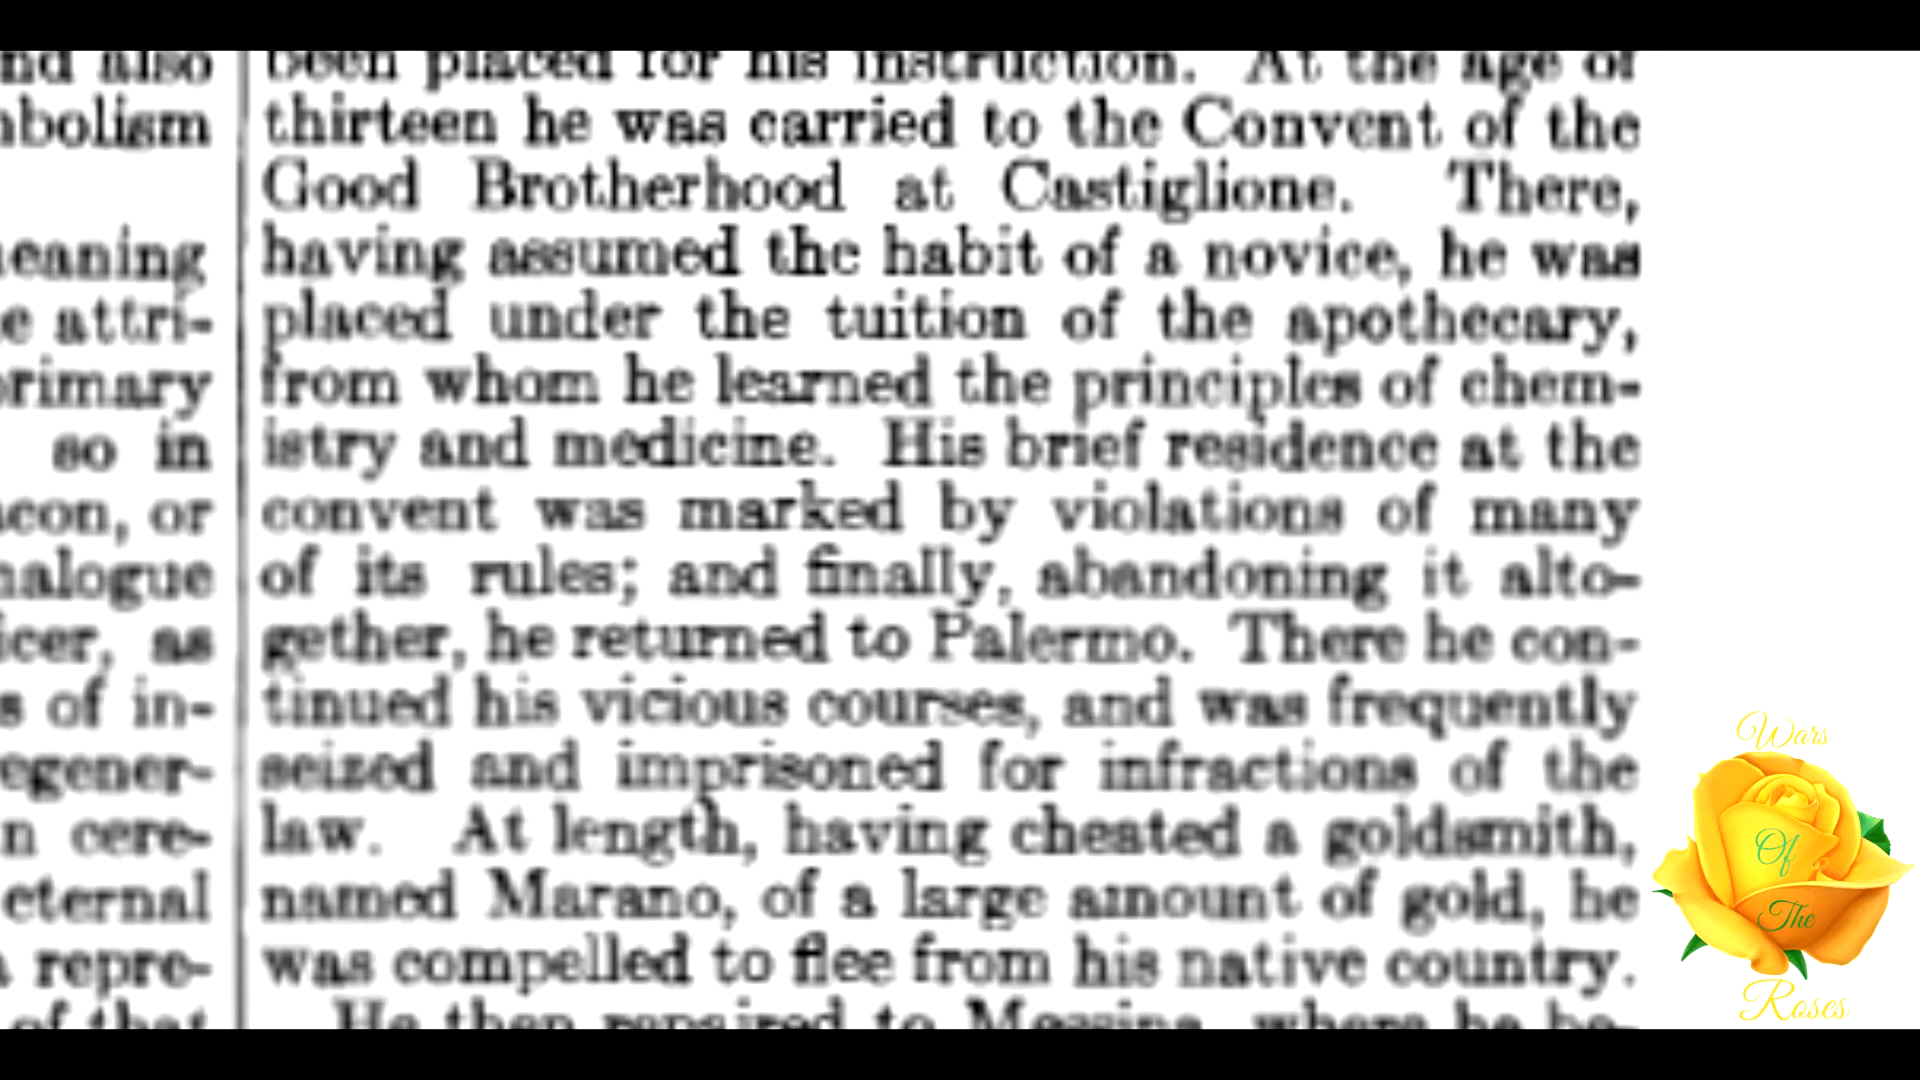 nd also
nbolism
neaning
e attri-
primary
so in
acon, or
nalogue
icer, as
s of in-
egener-
n cere-
eternal
a repre-
of that
been placed for his instruction. At the age of
thirteen he was carried to the Convent of the
Good Brotherhood at Castiglione. There,
having assumed the habit of a novice, he was
placed under the tuition of the apothecary,
from whom he learned the principles of chem-
istry and medicine. His brief residence at the
convent was marked by violations of many
of its rules; and finally, abandoning it alto-
gether, he returned to Palermo. There he con-
tinued his vicious courses, and was frequently
seized and imprisoned for infractions of the
law. At length, having cheated a goldsmith,
named Marano, of a large amount of gold, he
was compelled to flee from his native country.
He then repaired to Messina, where he be-
Wars
Of
The
Roses